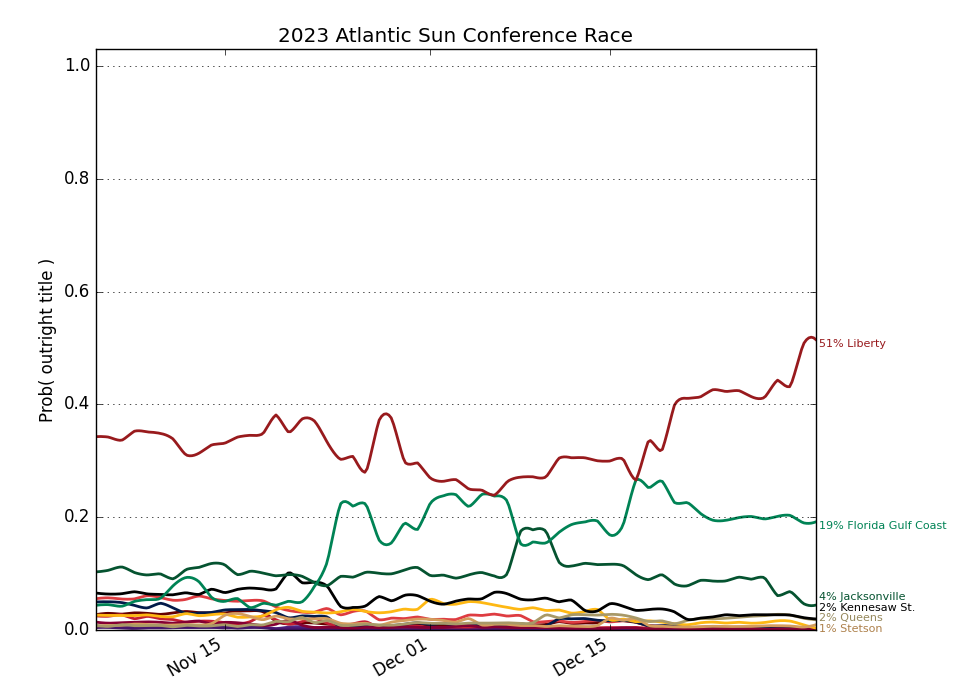 2023 Atlantic Sun Conference Race
1.0
0.8
0.6
0.4
0.2
0.0
Prob( outright title )
Nov 15
Dec 01
Dec 15
51% Liberty
19% Florida Gulf Coast
4% Jacksonville
2% Kennesaw St.
2% Queens
1% Stetson